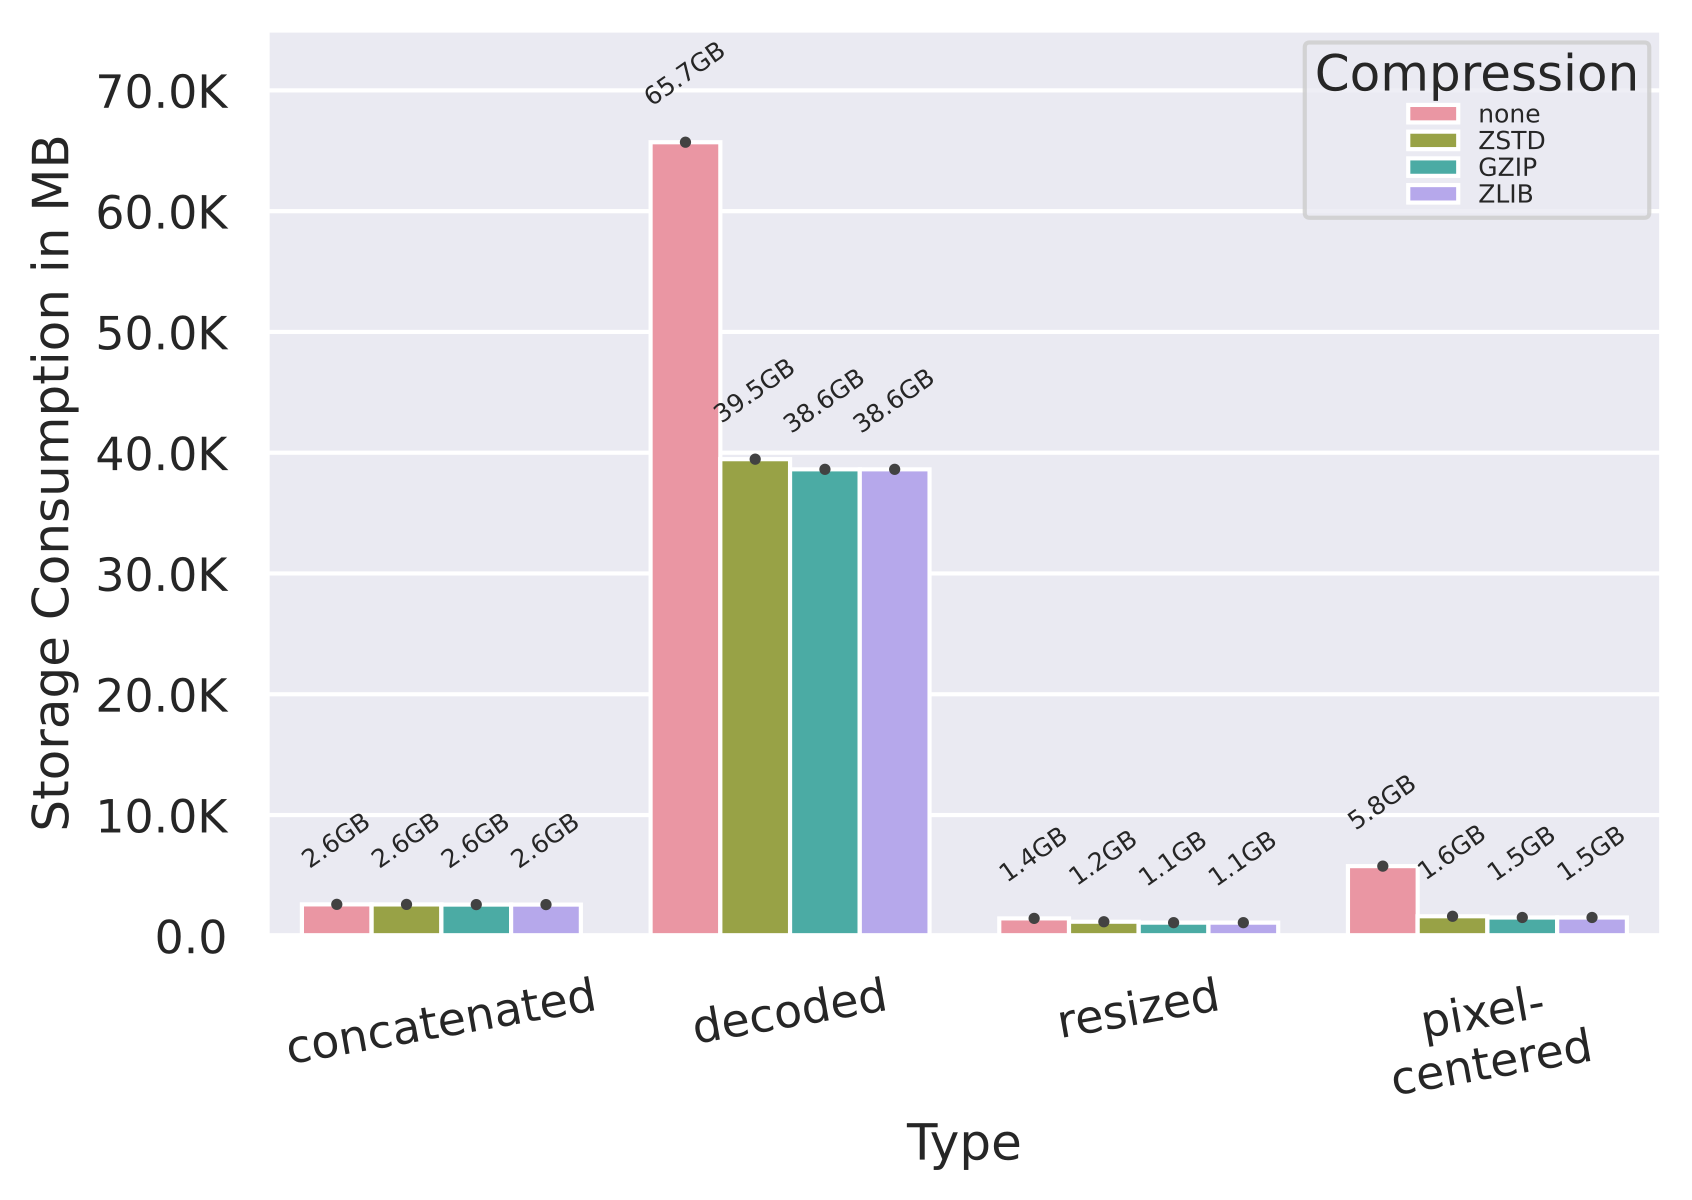 Storage Consumption in MB
70.0K
60.0K
50.0K
40.0K
30.0K
20.0K
10.0K
0.0
65.7GB
39.5GB
38.6GB
38.6GB
2.6GB
2.6GB
2.6GB
2.6GB
1.4GB
1.2GB
1.1GB
1.1GB
5.8GB
1.6GB
1.5GB
1.5GB
Compression
none
ZSTD
GZIP
ZLIB
concatenated
decoded
resized
pixel-
centered
Type